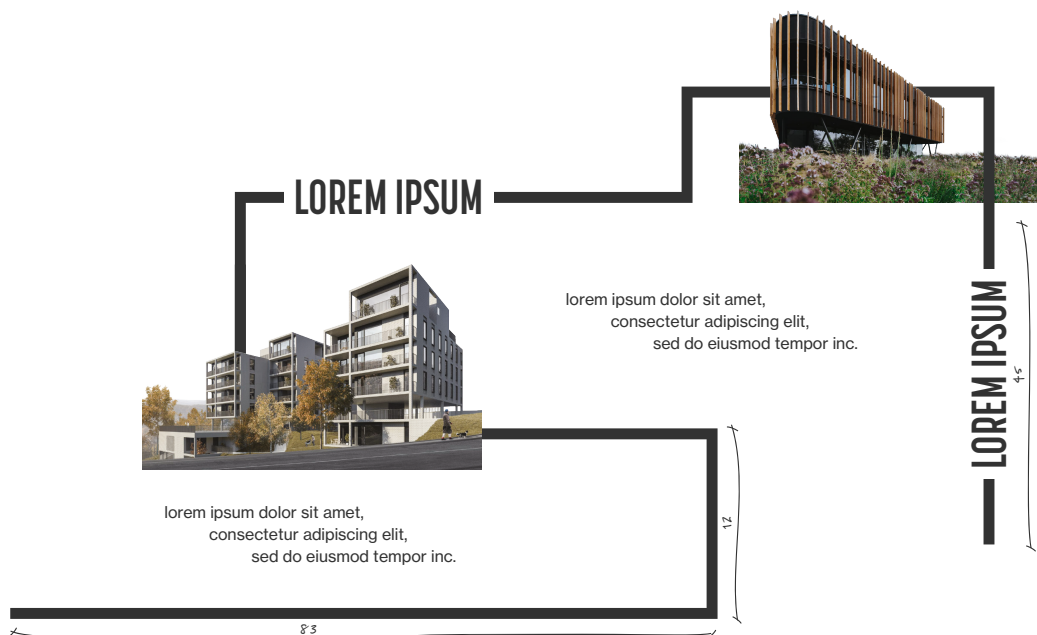 LOREM IPSUM
lorem ipsum dolor sit amet,
consectetur adipiscing elit,
sed do eiusmod tempor inc.
LOREM IPSUM
45
12
lorem ipsum dolor sit amet,
consectetur adipiscing elit,
sed do eiusmod tempor inc.
83